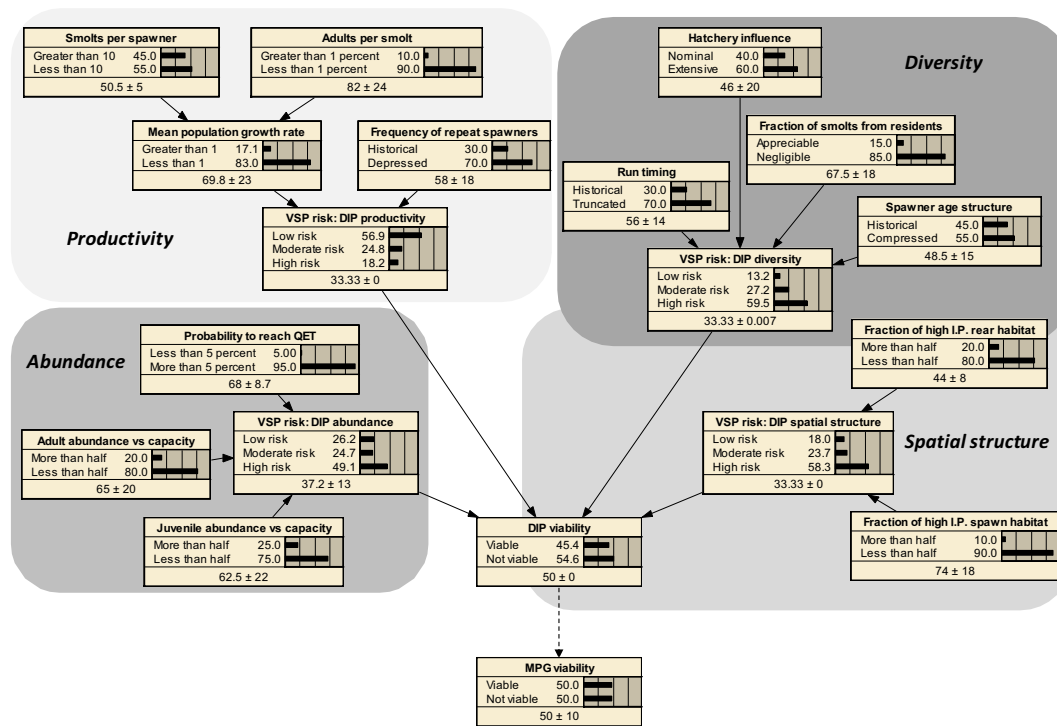 Smolts per spawner
Greater than 10 45.0
Less than 10 55.0
50.5 ± 5
Adults per smolt
Greater than 1 percent 10.0
Less than 1 percent 90.0
82 ± 24
Mean population growth rate
Greater than 1 17.1
Less than 1 83.0
69.8 ± 23
Frequency of repeat spawners
Historical 30.0
Depressed 70.0
58 ± 18
VSP risk: DIP productivity
Low risk 56.9
Moderate risk 24.8
High risk 18.2
33.33 ± 0
Productivity
Hatchery influence
Nominal 40.0
Extensive 60.0
46 ± 20
Diversity
Fraction of smolts from residents
Appreciable 15.0
Negligible 85.0
67.5 ± 18
Run timing
Historical 30.0
Truncated 70.0
56 ± 14
Spawner age structure
Historical 45.0
Compressed 55.0
48.5 ± 15
VSP risk: DIP diversity
Low risk 13.2
Moderate risk 27.2
High risk 59.5
33.33 ± 0.007
Abundance
Probability to reach QET
Less than 5 percent 5.00
More than 5 percent 95.0
68 ± 8.7
Adult abundance vs capacity
More than half 20.0
Less than half 80.0
65 ± 20
VSP risk: DIP abundance
Low risk 26.2
Moderate risk 24.7
High risk 49.1
37.2 ± 13
Juvenile abundance vs capacity
More than half 25.0
Less than half 75.0
62.5 ± 22
Fraction of high I.P. rear habitat
More than half 20.0
Less than half 80.0
44 ± 8
VSP risk: DIP spatial structure
Low risk 18.0
Moderate risk 23.7
High risk 58.3
33.33 ± 0
Spatial structure
Fraction of high I.P. spawn habitat
More than half 10.0
Less than half 90.0
74 ± 18
DIP viability
Viable 45.4
Not viable 54.6
50 ± 0
MPG viability
Viable 50.0
Not viable 50.0
50 ± 10